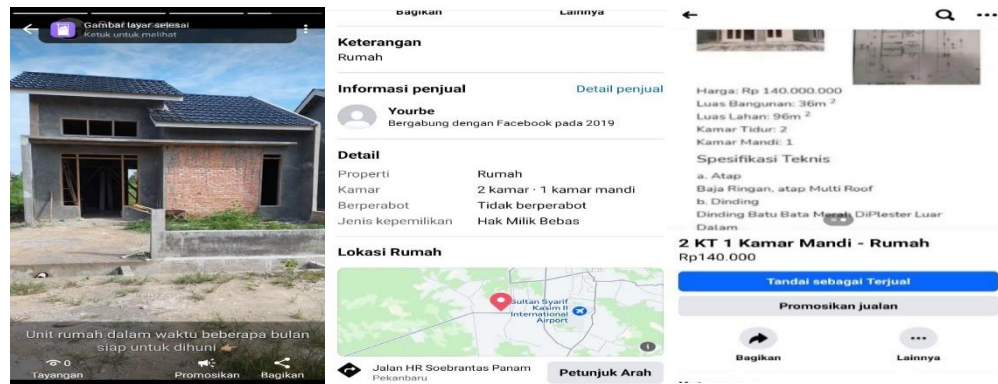 Gambar layar selesai
Ketuk untuk melihat
Unit rumah dalam waktu beberapa bulan
siap untuk dihuni
0
Tayangan
Promosikan
Bagikan
Bagikan
Lainnya
Keterangan
Rumah
Informasi penjual
Detail penjual
Yourbe
Bergabung dengan Facebook pada 2019
Detail
Properti Rumah
Kamar 2 kamar · 1 kamar mandi
Berperabot Tidak berperabot
Jenis kepemilikan Hak Milik Bebas
Lokasi Rumah
Sultan Syarif
Kasim II
International
Airport
Jalan HR Soebrantas Panam
Pekanbaru
Petunjuk Arah
Harga: Rp 140.000.000
Luas Bangunan: 36m²
Luas Lahan: 96m²
Kamar Tidur: 2
Kamar Mandi: 1
Spesifikasi Teknis
a. Atap
Baja Ringan, atap Multi Roof
b. Dinding
Dinding Batu Bata Merah DiPlester Luar
Dalam
2 KT 1 Kamar Mandi - Rumah
Rp140.000
Tandai sebagai Terjual
Promosikan jualan
Bagikan
Lainnya